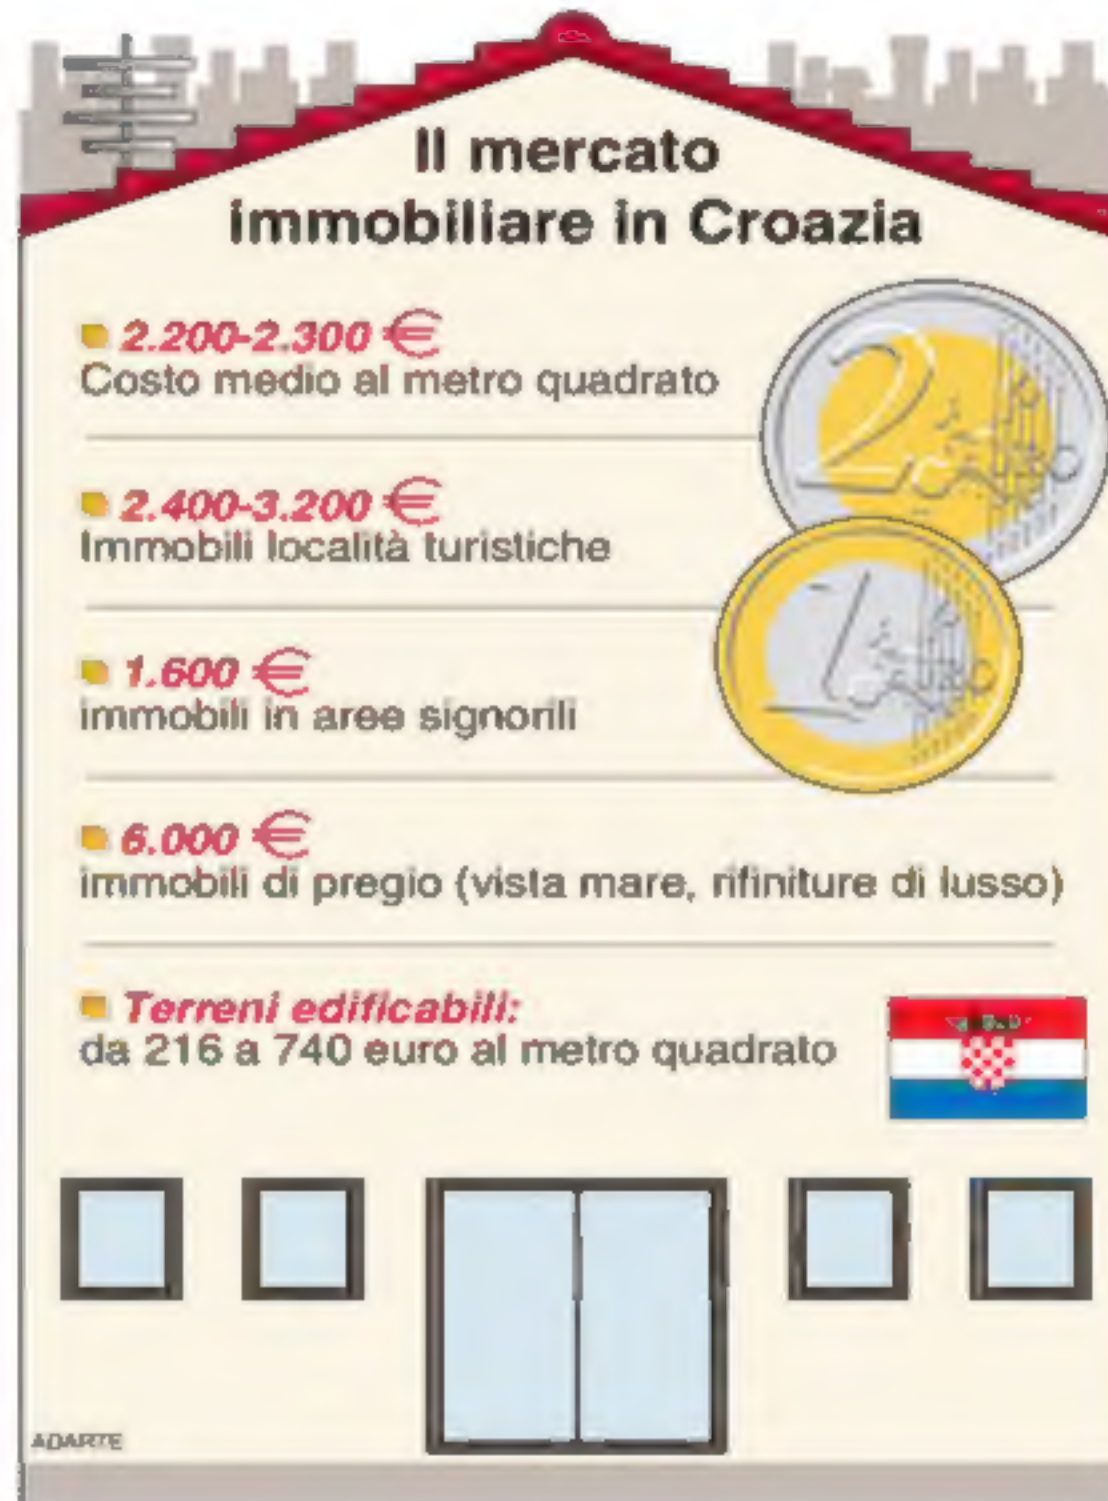 Il mercato
immobiliare in Croazia
2.200-2.300 €
Costo medio al metro quadrato
2.400-3.200 €
Immobili località turistiche
1.600 €
immobili in aree signorili
6.000 €
immobili di pregio (vista mare, rifiniture di lusso)
Terreni edificabili:
da 216 a 740 euro al metro quadrato
2
1
ADARTE